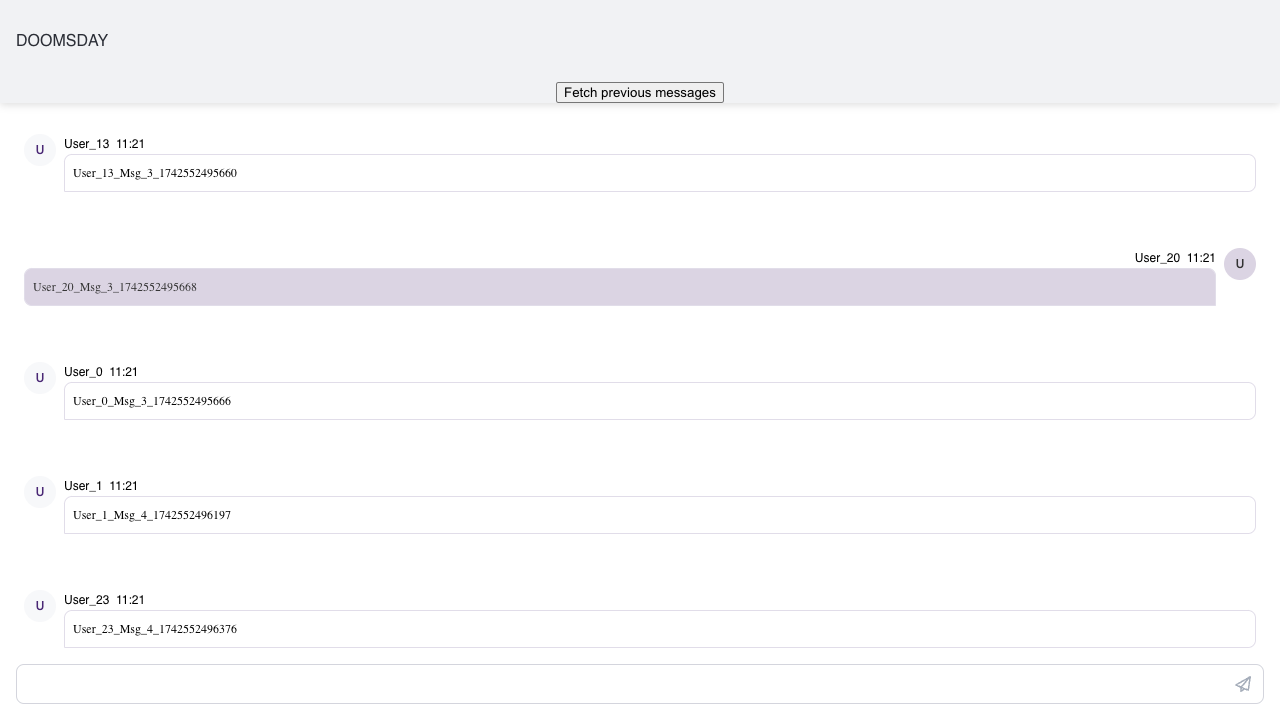 DOOMSDAY
Fetch previous messages
U
User_13 11:21
User_13_Msg_3_1742552495660
User_20 11:21
U
User_20_Msg_3_1742552495668
U
User_0 11:21
User_0_Msg_3_1742552495666
U
User_1 11:21
User_1_Msg_4_1742552496197
U
User_23 11:21
User_23_Msg_4_1742552496376